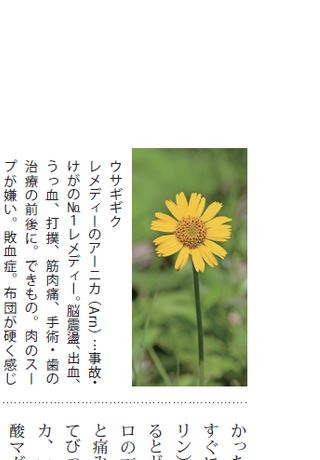 ウサギギク
レメディーのアーニカ（Arn）…事故・
けがの№1レメディー。脳震盪、出血、
うっ血、打撲、筋肉痛、手術・歯の
治療の前後に。できもの。肉のスー
プが嫌い。敗血症。布団が硬く感じ
かっ
すぐに
リン）
るとど
ロの
と痛み
てび
カ、
酸マグ